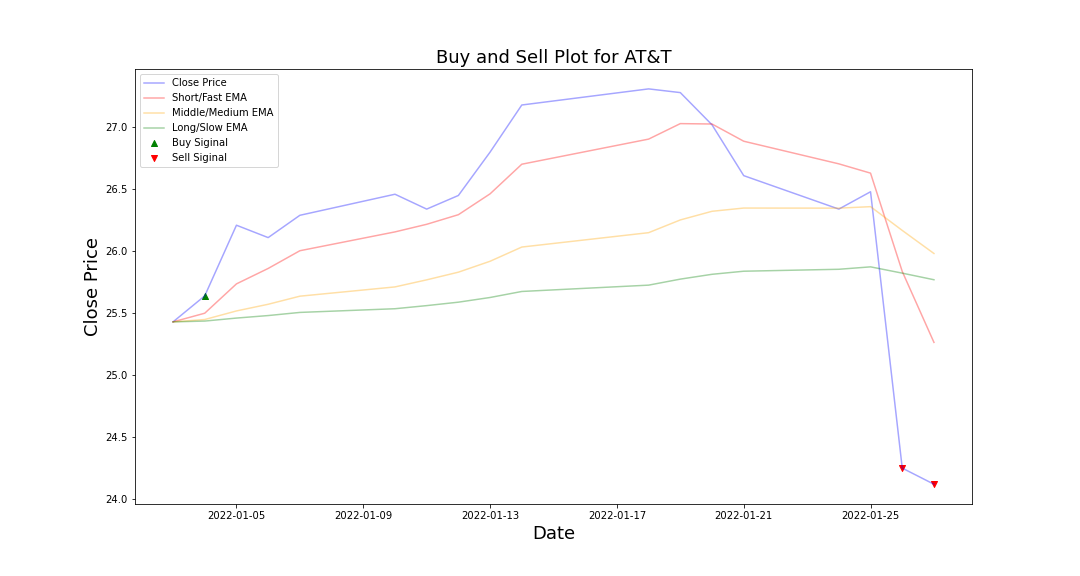 Buy and Sell Plot for AT&T
Close Price
Short/Fast EMA
Middle/Medium EMA
Long/Slow EMA
Buy Siginal
Sell Siginal
Close Price
27.0
26.5
26.0
25.5
25.0
24.5
24.0
2022-01-05 2022-01-09 2022-01-13 2022-01-17 2022-01-21 2022-01-25
Date